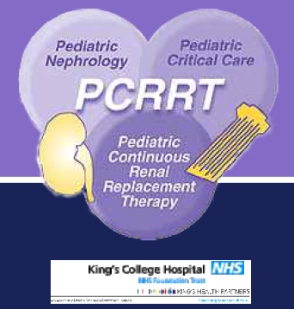 Pediatric
Nephrology
Pediatric
Critical Care
PCRRT
Pediatric
Continuous
Renal
Replacement
Therapy
King's College Hospital NHS
NHS Foundation Trust
KING'S HEALTH PARTNERS